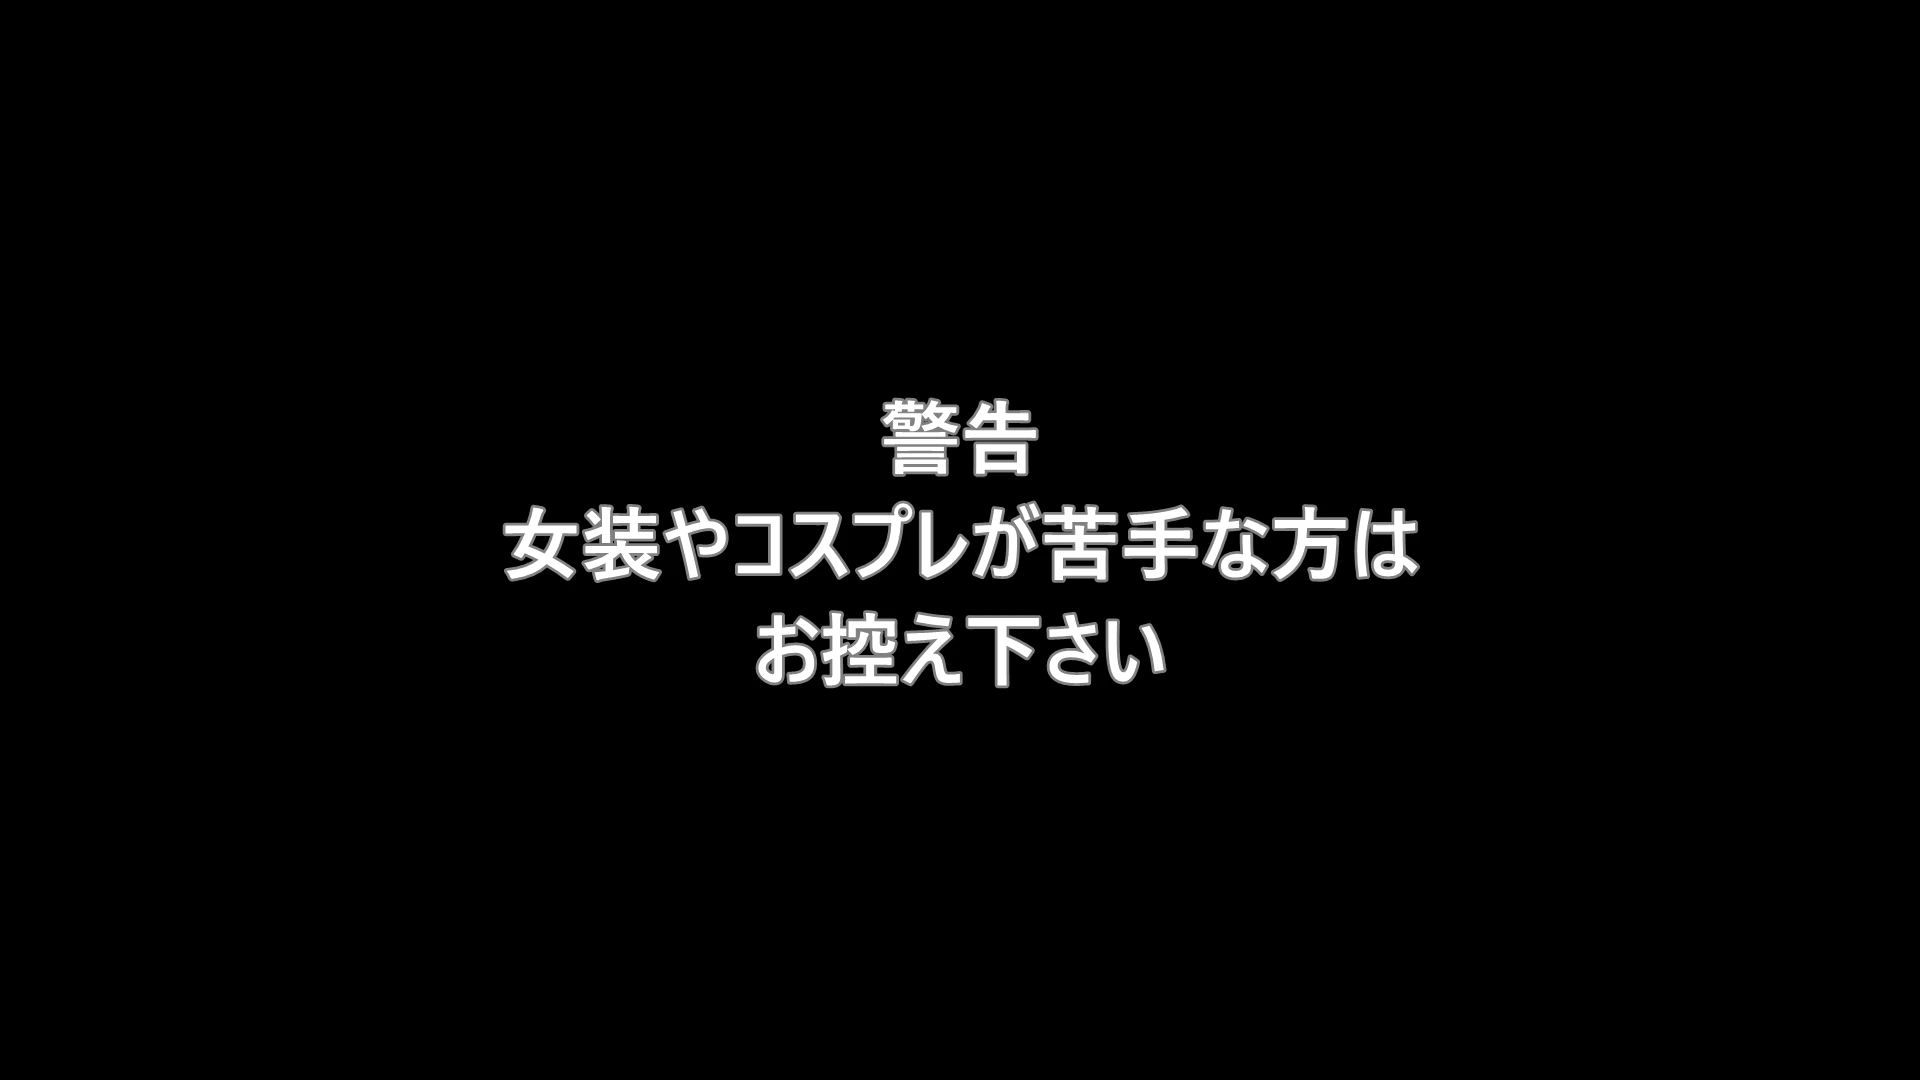 警告
女装やコスプレが苦手な方は
お控え下さい